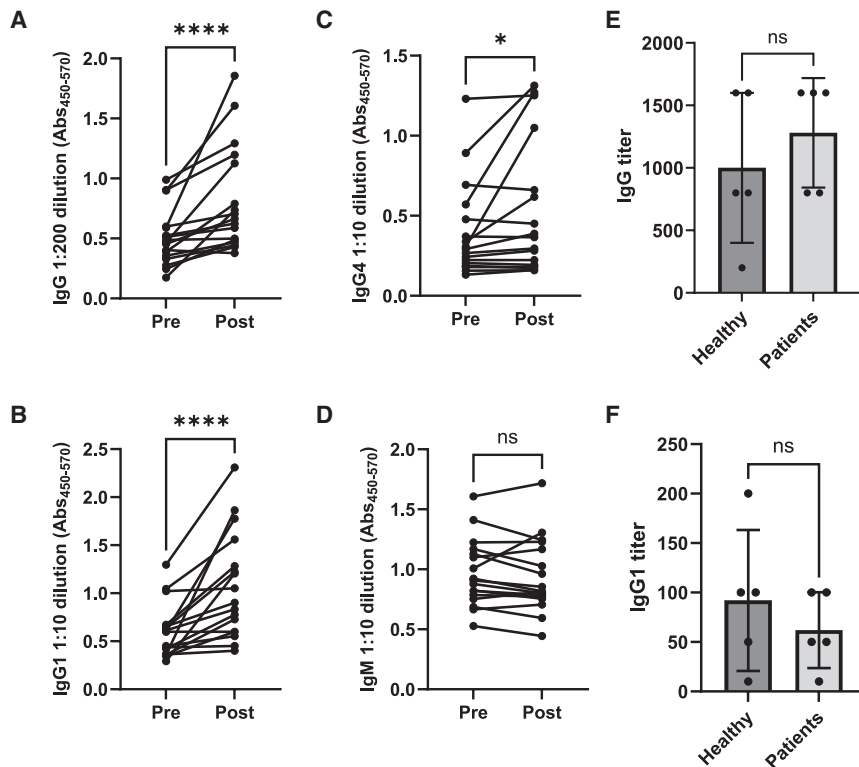 A
****
IgG 1:200 dilution (Abs450-570)
2.0
1.5
1.0
0.5
0.0
Pre Post
B
****
IgG1 1:10 dilution (Abs450-570)
2.5
2.0
1.5
1.0
0.5
0.0
Pre Post
C
*
IgG4 1:10 dilution (Abs450-570)
1.5
1.0
0.5
0.0
Pre Post
D
ns
IgM 1:10 dilution (Abs450-570)
2.0
1.5
1.0
0.5
0.0
Pre Post
E
ns
IgG titer
2000
1500
1000
500
0
Healthy Patients
F
ns
IgG1 titer
250
200
150
100
50
0
Healthy Patients